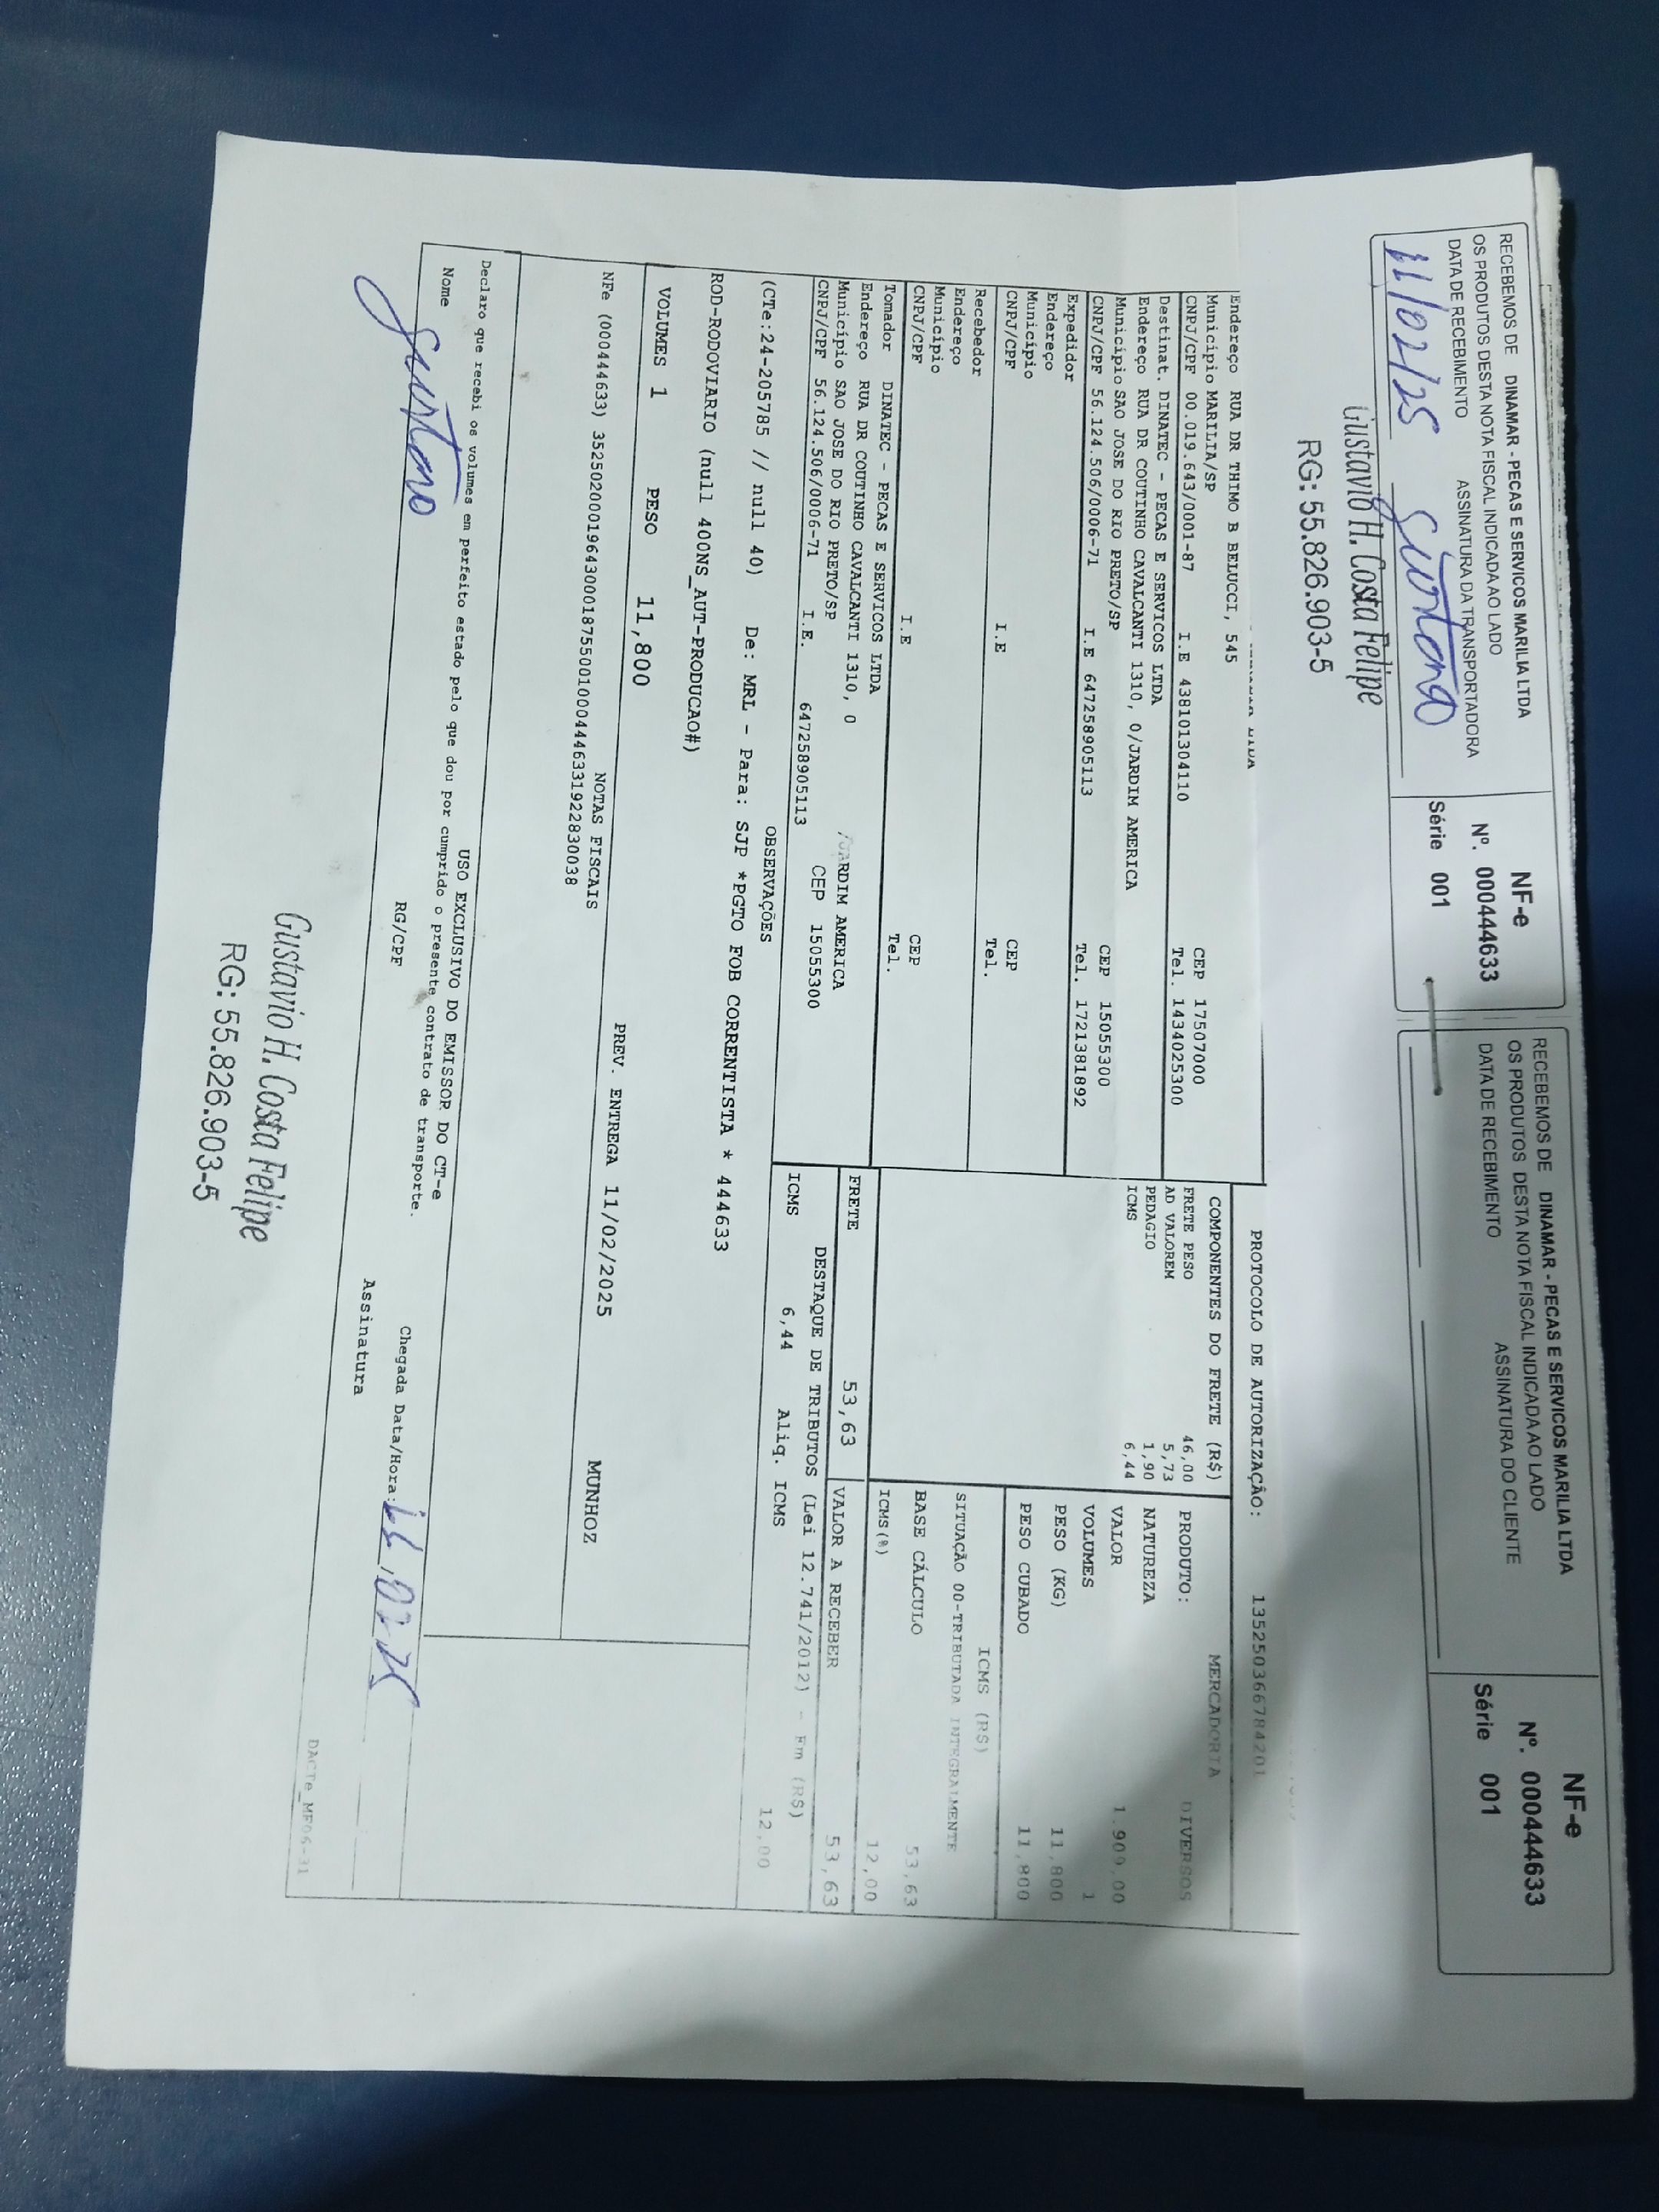 RECEBEMOS DE DINAMAR - PECAS E SERVICOS MARILIA LTDA
OS PRODUTOS DESTA NOTA FISCAL INDICADA AO LADO
DATA DE RECEBIMENTO ASSINATURA DA TRANSPORTADORA
11/02/25 Gustavo
NF-e
Nº. 000444633
Série 001
Gustavo H. Costa Felipe
RG: 55.826.903-5
RECEBEMOS DE DINAMAR - PECAS E SERVICOS MARILIA LTDA
OS PRODUTOS DESTA NOTA FISCAL INDICADA AO LADO
DATA DE RECEBIMENTO ASSINATURA DO CLIENTE
NF-e
Nº. 000444633
Série 001
PROTOCOLO DE AUTORIZAÇÃO: 135250366784201
Endereço RUA DR THIMO B BELUCCI, 545
Município MARILIA/SP CEP 17507000
CNPJ/CPF 00.019.643/0001-87 I.E 438101304110 Tel. 1434025300
Destinat. DINATEC - PECAS E SERVICOS LTDA
Endereço RUA DR COUTINHO CAVALCANTI 1310, 0/JARDIM AMERICA
Município SAO JOSE DO RIO PRETO/SP CEP 15055300
CNPJ/CPF 56.124.506/0006-71 I.E 647258905113 Tel. 1721381892
Expedidor
Endereço
Município CEP
CNPJ/CPF I.E Tel.
Recebedor
Endereço
Município CEP
CNPJ/CPF I.E Tel.
Tomador DINATEC - PECAS E SERVICOS LTDA
Endereço RUA DR COUTINHO CAVALCANTI 1310, 0 /JARDIM AMERICA
Município SAO JOSE DO RIO PRETO/SP CEP 15055300
CNPJ/CPF 56.124.506/0006-71 I.E. 647258905113
COMPONENTES DO FRETE (R$)
FRETE PESO 46,00
AD VALOREM 5,73
PEDAGIO 1,90
ICMS 6,44
MERCADORIA
PRODUTO: DIVERSOS
NATUREZA
VALOR 1.909,00
VOLUMES 1
PESO (KG) 11,800
PESO CUBADO 11,800
ICMS (R$)
SITUAÇÃO 00-TRIBUTADA INTEGRALMENTE
BASE CÁLCULO 53,63
ICMS(%) 12,00
FRETE 53,63 VALOR A RECEBER 53,63
DESTAQUE DE TRIBUTOS (Lei 12.741/2012) - Em (R$)
ICMS 6,44 Aliq. ICMS 12,00
OBSERVAÇÕES
(CTe:24-205785 // null 40) De: MRL - Para: SJP *PGTO FOB CORRENTISTA * 444633
ROD-RODOVIARIO (null 400NS_AUT-PRODUCAO#)
VOLUMES 1 PESO 11,800 PREV. ENTREGA 11/02/2025 MUNHOZ
NOTAS FISCAIS
NFe (000444633) 35250200019643000187550010004446331922830038
USO EXCLUSIVO DO EMISSOR DO CT-e
Declaro que recebi os volumes em perfeito estado pelo que dou por cumprido o presente contrato de transporte.
Nome Gustavo RG/CPF Chegada Data/Hora: 11/02/25
Assinatura
DACTe_MF06-31
Gustavo H. Costa Felipe
RG: 55.826.903-5